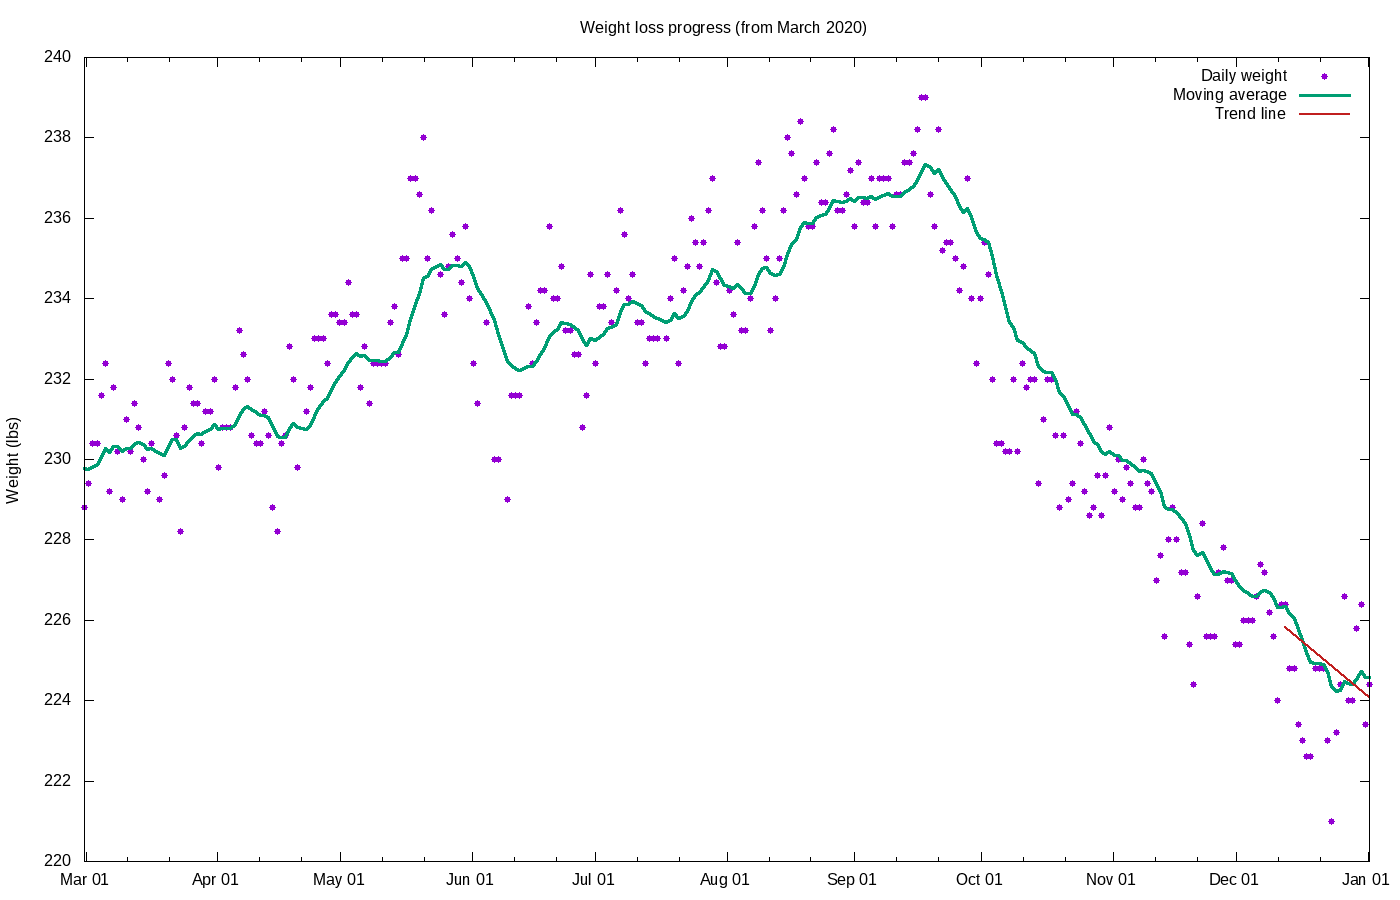 Weight loss progress (from March 2020)
240
238
236
234
232
230
228
226
224
222
220
Weight (lbs)
Daily weight
Moving average
Trend line
Mar 01
Apr 01
May 01
Jun 01
Jul 01
Aug 01
Sep 01
Oct 01
Nov 01
Dec 01
Jan 01